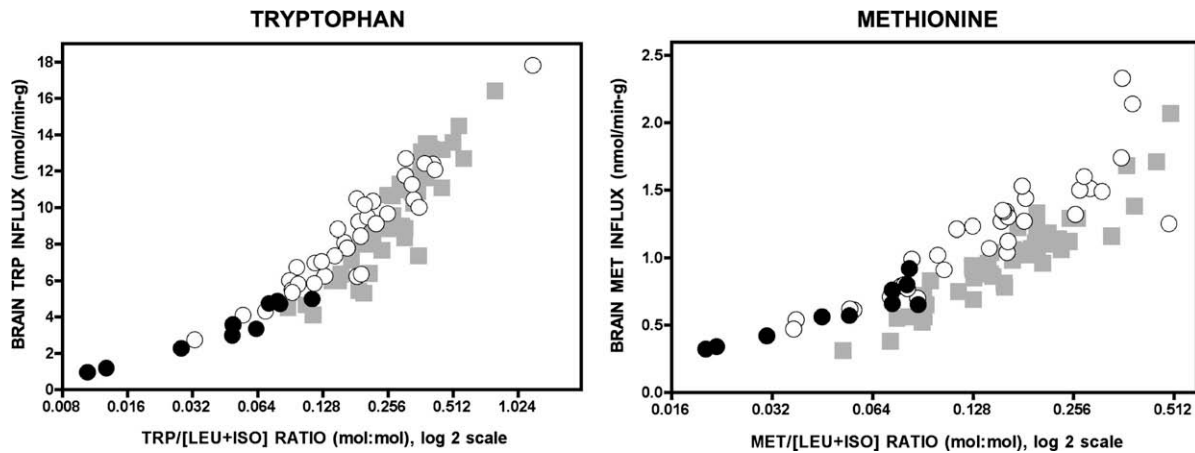 TRYPTOPHAN
BRAIN TRP INFLUX (nmol/min-g)
18
16
14
12
10
8
6
4
2
0
0.008 0.016 0.032 0.064 0.128 0.256 0.512 1.024
TRP/[LEU+ISO] RATIO (mol:mol), log 2 scale
METHIONINE
BRAIN MET INFLUX (nmol/min-g)
2.5
2.0
1.5
1.0
0.5
0.0
0.016 0.032 0.064 0.128 0.256 0.512
MET/[LEU+ISO] RATIO (mol:mol), log 2 scale